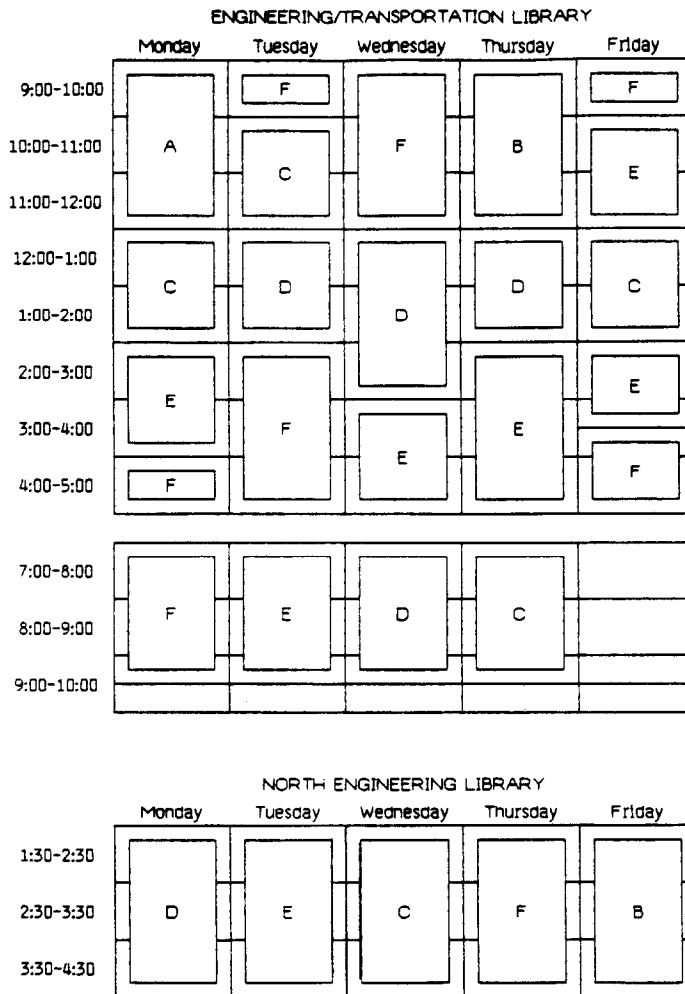 ENGINEERING/TRANSPORTATION LIBRARY
Monday Tuesday Wednesday Thursday Friday
9:00-10:00 F F
10:00-11:00 A F B
C E
11:00-12:00
12:00-1:00
C D D C
1:00-2:00 D
2:00-3:00 E
E
3:00-4:00 F E
E
4:00-5:00 F F
7:00-8:00
8:00-9:00 F E D C
9:00-10:00
NORTH ENGINEERING LIBRARY
Monday Tuesday Wednesday Thursday Friday
1:30-2:30
2:30-3:30 D E C F B
3:30-4:30